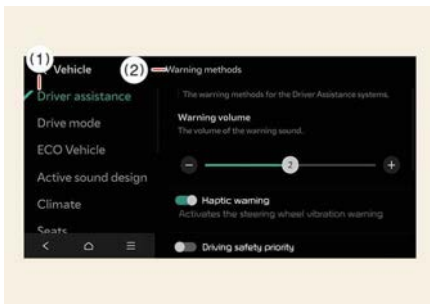 (1)
Vehicle
(2)
Warning methods
Driver assistance
The warning methods for the Driver Assistance systems.
Drive mode
Warning volume
The volume of the warning sound.
ECO Vehicle
2
Active sound design
Haptic warning
Activates the steering wheel vibration warning
Climate
Seats
Driving safety priority